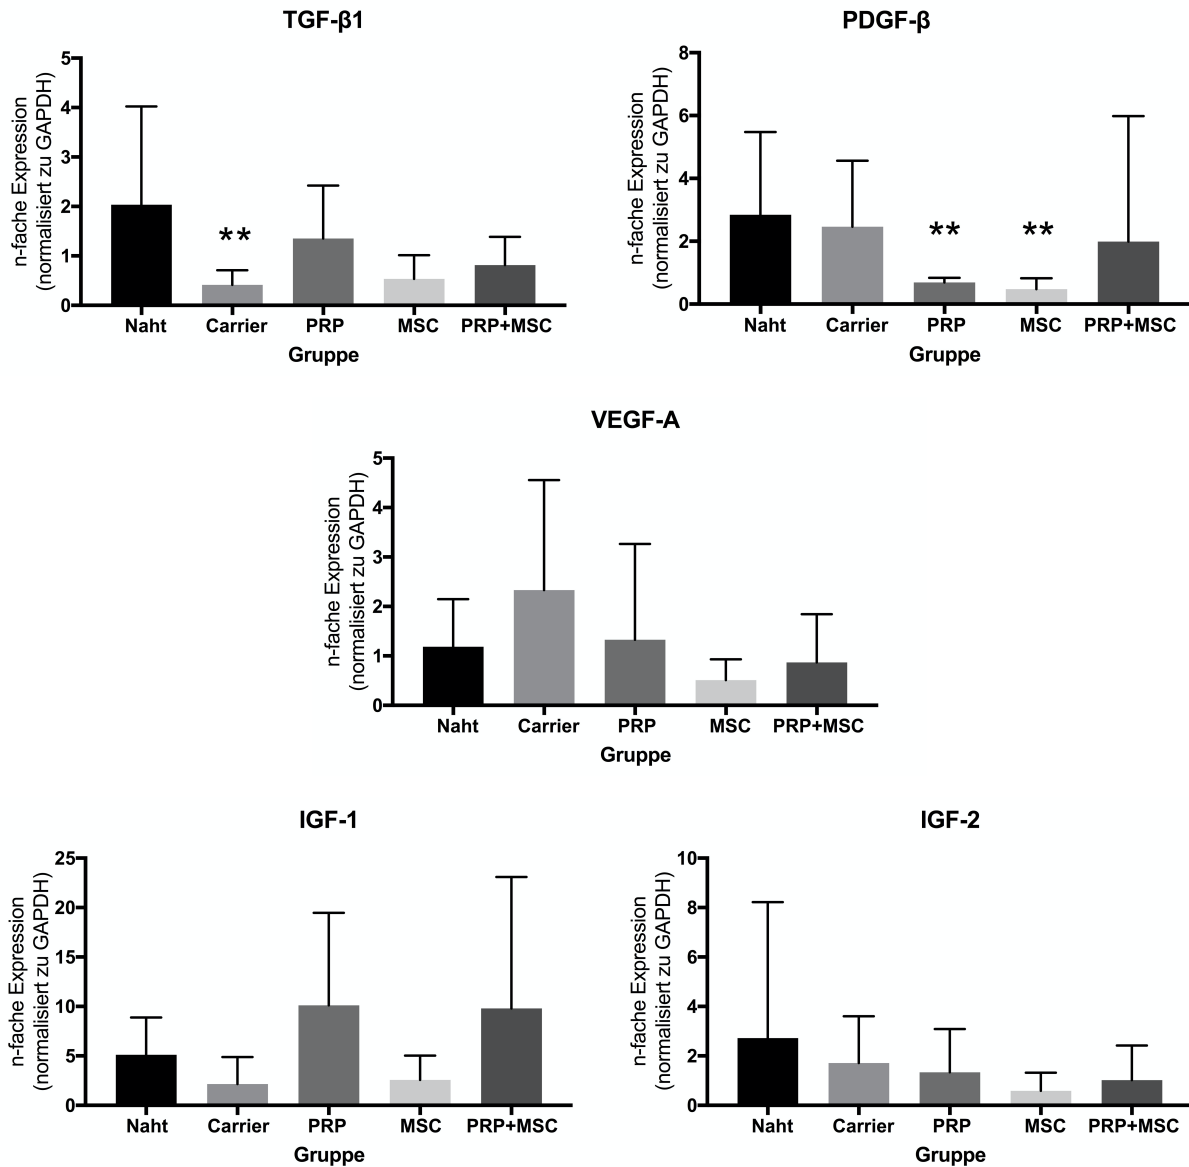 TGF-β1
n-fache Expression
(normalisiert zu GAPDH)
5
4
3
2
1
0
**
Naht Carrier PRP MSC PRP+MSC
Gruppe
PDGF-β
n-fache Expression
(normalisiert zu GAPDH)
8
6
4
2
0
** **
Naht Carrier PRP MSC PRP+MSC
Gruppe
VEGF-A
n-fache Expression
(normalisiert zu GAPDH)
5
4
3
2
1
0
Naht Carrier PRP MSC PRP+MSC
Gruppe
IGF-1
n-fache Expression
(normalisiert zu GAPDH)
25
20
15
10
5
0
Naht Carrier PRP MSC PRP+MSC
Gruppe
IGF-2
n-fache Expression
(normalisiert zu GAPDH)
10
8
6
4
2
0
Naht Carrier PRP MSC PRP+MSC
Gruppe